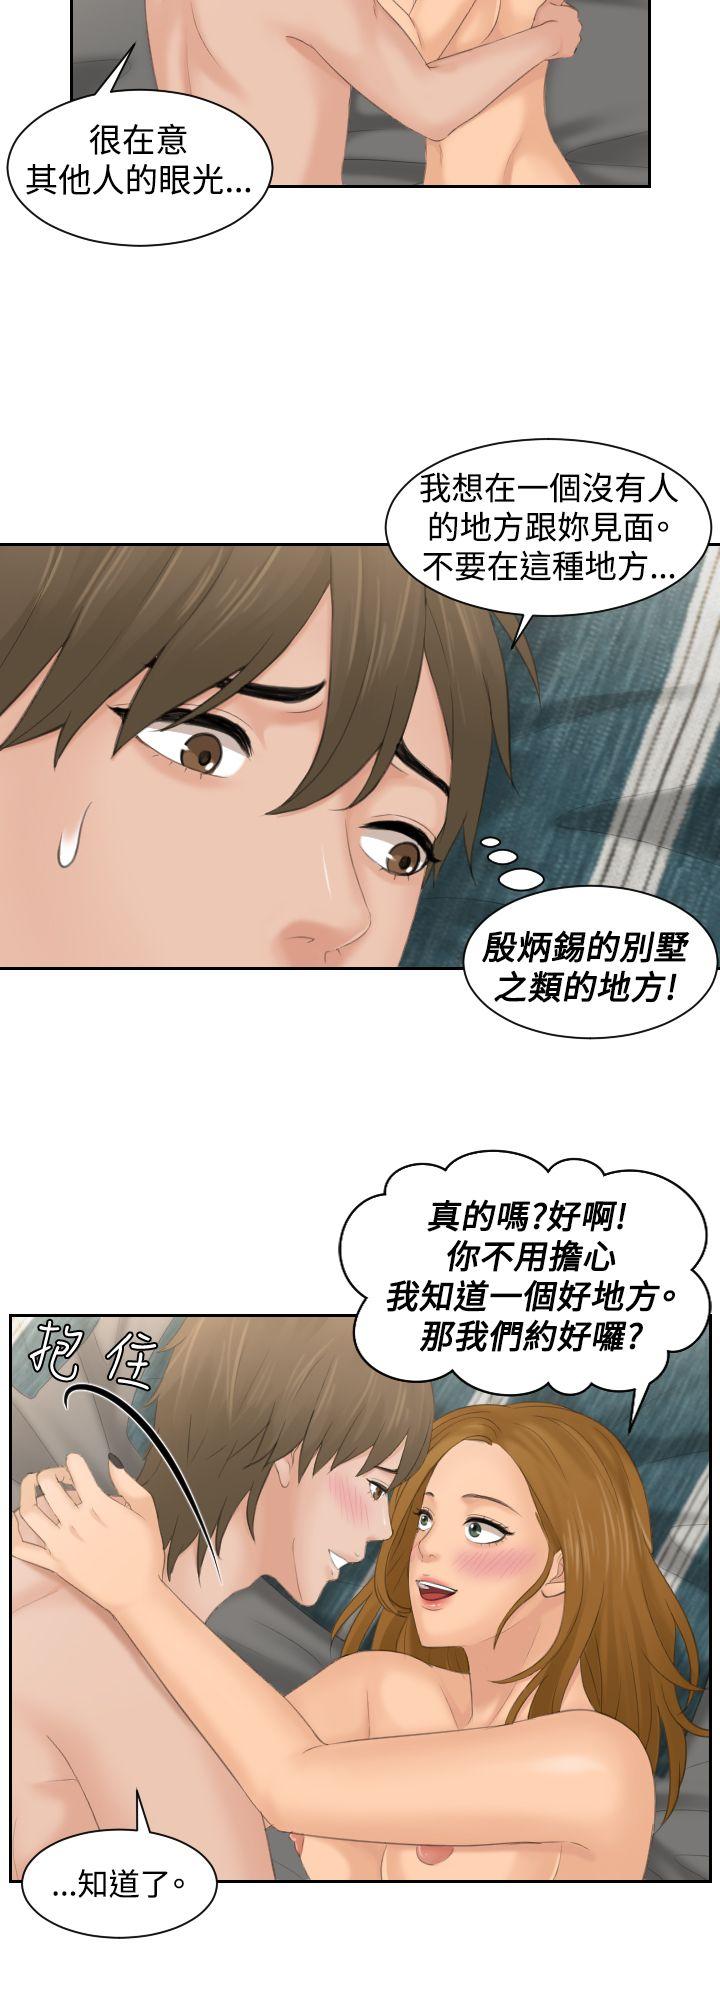 很在意
其他人的眼光...
我想在一個沒有人
的地方跟妳見面。
不要在這種地方...
殷炳錫的別墅
之類的地方!
真的嗎?好啊!
你不用擔心
我知道一個好地方。
那我們約好囉?
抱住
...知道了。